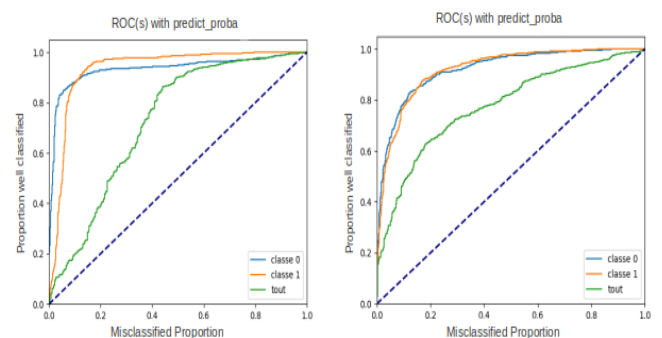 ROC(s) with predict_proba
Proportion well classified
1.0
0.8
0.6
0.4
0.2
0.0
0.0 0.2 0.4 0.6 0.8 1.0
classe 0
classe 1
tout
Misclassified Proportion
ROC(s) with predict_proba
Proportion well classified
1.0
0.8
0.6
0.4
0.2
0.0
0.0 0.2 0.4 0.6 0.8 1.0
classe 0
classe 1
tout
Misclassified Proportion